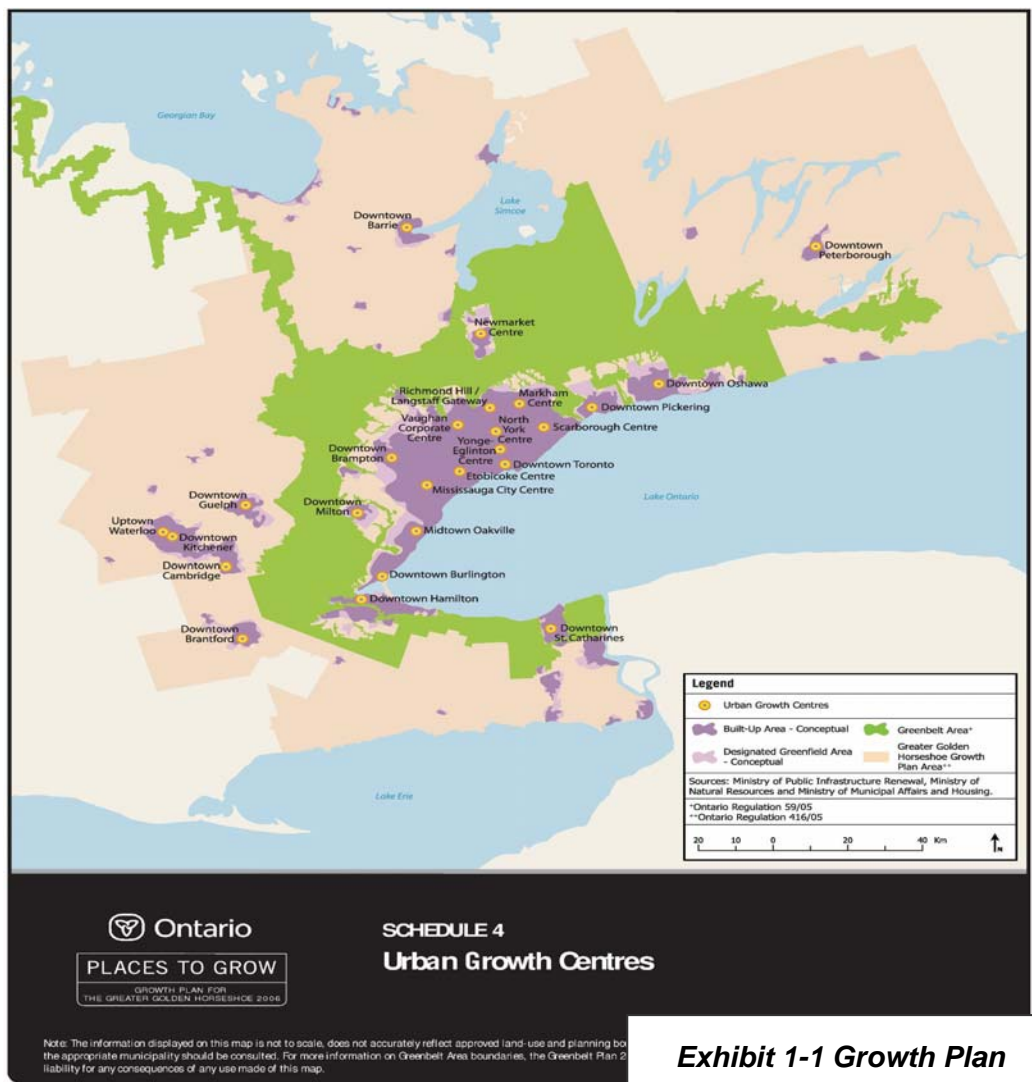 Georgian Bay
Lake
Simcoe
Downtown
Barrie
Downtown
Peterborough
Newmarket
Centre
Richmond Hill /
Langstaff Gateway
Markham
Centre
Downtown Oshawa
Downtown Pickering
Vaughan
Corporate
Centre
North
York
Centre
Scarborough Centre
Yonge-
Eglinton
Centre
Downtown
Brampton
Downtown Toronto
Etobicoke Centre
Mississauga City Centre
Downtown
Guelph
Downtown
Milton
Lake Ontario
Uptown
Waterloo
Downtown
Kitchener
Midtown Oakville
Downtown
Cambridge
Downtown Burlington
Downtown Hamilton
Downtown
Brantford
Downtown
St. Catharines
Lake Erie
Legend
Urban Growth Centres
Built-Up Area - Conceptual
Greenbelt Area*
Designated Greenfield Area
- Conceptual
Greater Golden
Horseshoe Growth
Plan Area**
Sources: Ministry of Public Infrastructure Renewal, Ministry of
Natural Resources and Ministry of Municipal Affairs and Housing.
*Ontario Regulation 59/05
**Ontario Regulation 416/05
20 10 0 20 40 Km
N
Ontario
PLACES TO GROW
GROWTH PLAN FOR
THE GREATER GOLDEN HORSESHOE 2006
SCHEDULE 4
Urban Growth Centres
Note: The information displayed on this map is not to scale, does not accurately reflect approved land-use and planning
the appropriate municipality should be consulted. For more information on Greenbelt Area boundaries, the Greenbelt Plan
liability for any consequences of any use made of this map.
Exhibit 1-1 Growth Plan